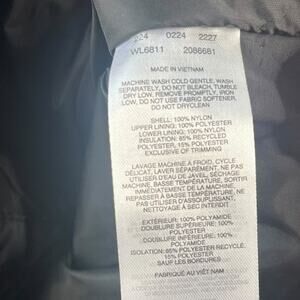 224 0224 2227
WL6811 2086681
MADE IN VIETNAM
MACHINE WASH COLD GENTLE, WASH
SEPARATELY, DO NOT BLEACH, TUMBLE
DRY LOW, REMOVE PROMPTLY, IRON
LOW, DO NOT USE FABRIC SOFTENER,
DO NOT DRYCLEAN
SHELL: 100% NYLON
UPPER LINING: 100% NYLON
LOWER LINING: 100% NYLON
INSULATION: 85% RECYCLED
POLYESTER, 15% POLYESTER
EXCLUSIVE OF TRIMMING
LAVAGE MACHINE À FROID, CYCLE
DÉLICAT, LAVER SÉPARÉMENT, NE PAS
UTILISER D'EAU DE JAVEL, SÉCHAGE
MACHINE, BASSE TEMPÉRATURE, SORTIR
IMMÉDIATEMENT DE LA MACHINE,
REPASSAGE, BASSE TEMPÉRATURE, NE
PAS UTILISER D'ASSOUPLISSANT,
NETTOYAGE À SEC INTERDIT
EXTÉRIEUR: 100% POLYAMIDE
DOUBLURE SUPÉRIEURE: 100%
POLYAMIDE
DOUBLURE INFÉRIEURE: 100%
POLYAMIDE
ISOLATION: 85% POLYESTER RECYCLÉ,
15% POLYESTER
SAUF LES BORDURES
FABRIQUÉ AU VIÊT NAM